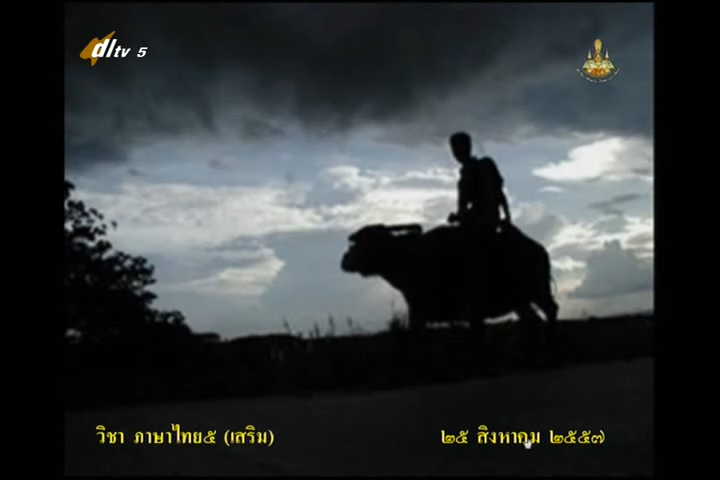 dltv 5
วิชา ภาษาไทย๕ (เสริม)
๒๕ สิงหาคม ๒๕๕๗